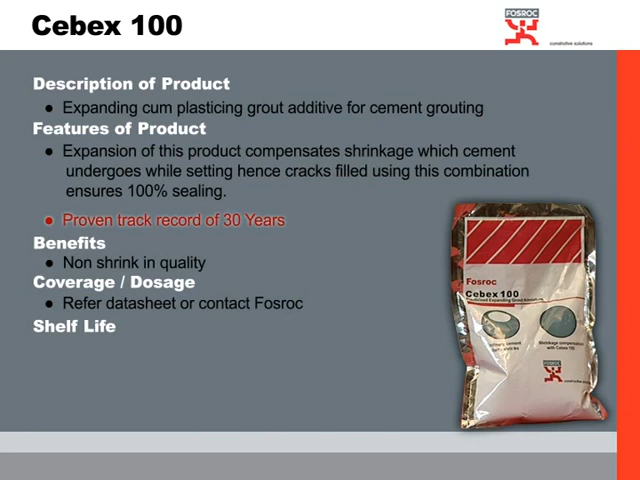 Cebex 100
FOSROC
constructive solutions
Description of Product
● Expanding cum plasticing grout additive for cement grouting
Features of Product
● Expansion of this product compensates shrinkage which cement
undergoes while setting hence cracks filled using this combination
ensures 100% sealing.
● Proven track record of 30 Years
Benefits
● Non shrink in quality
Coverage / Dosage
● Refer datasheet or contact Fosroc
Shelf Life
Fosroc
Cebex 100
Shrinkage compensation
with Cebex 100
FOSROC